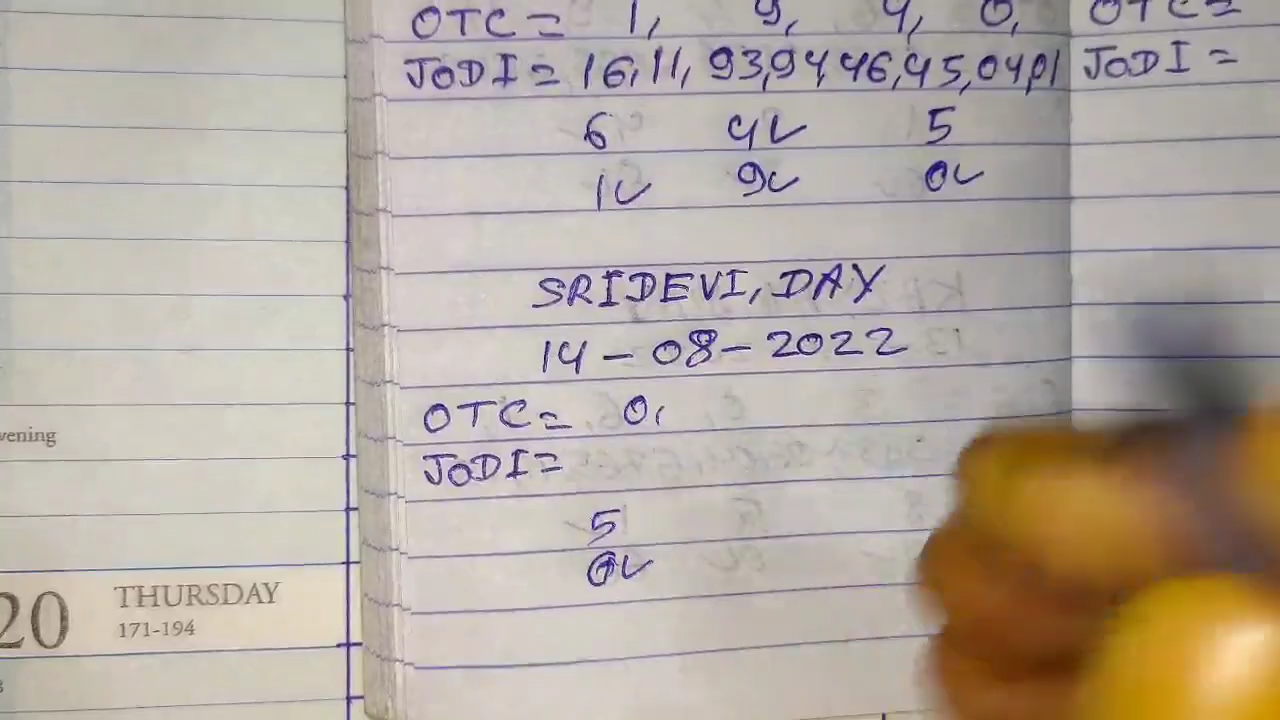 OTC = 1, 9, 4, 0,
JODI = 16,11, 93,94 46,45,04,01
6 4✓ 5
1✓ 9✓ 0✓
SRIDEVI, DAY
14-08-2022
OTC = 0,
JODI =
5
0✓
OTC =
JODI =
vening
20 THURSDAY
171-194